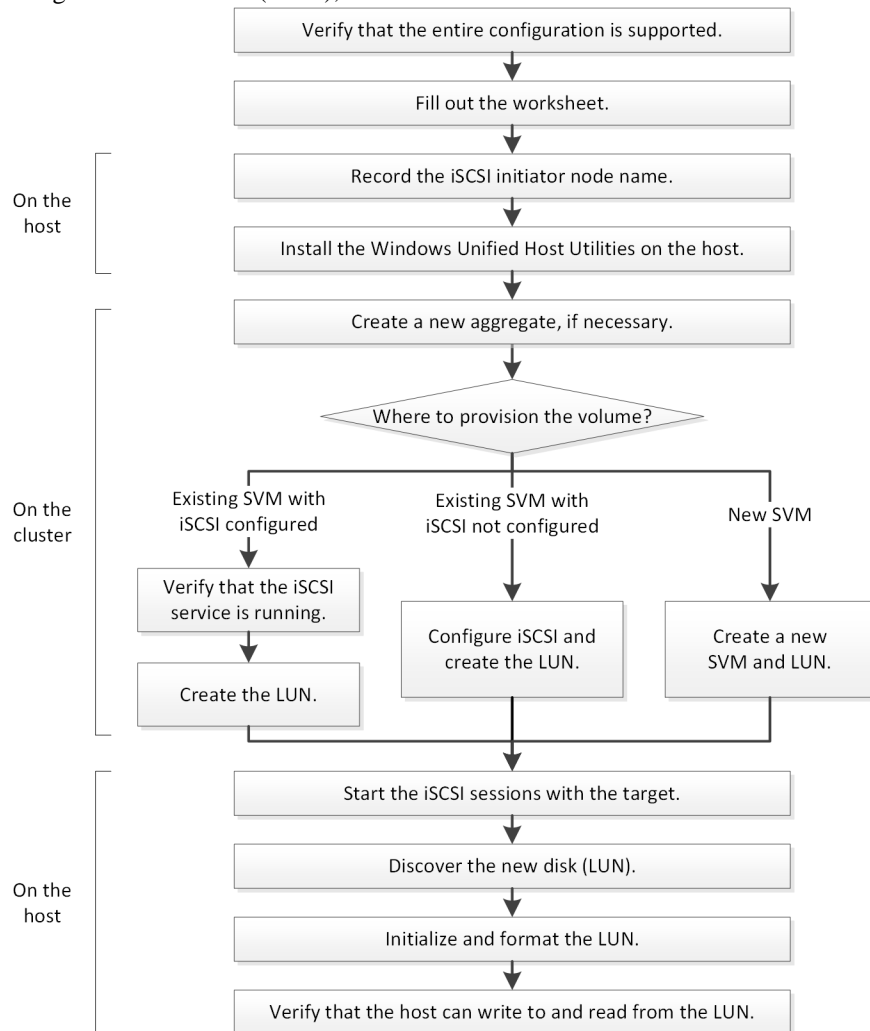 Verify that the entire configuration is supported.
Fill out the worksheet.
On the
host
Record the iSCSI initiator node name.
Install the Windows Unified Host Utilities on the host.
On the
cluster
Create a new aggregate, if necessary.
Where to provision the volume?
Existing SVM with
iSCSI configured
Existing SVM with
iSCSI not configured
New SVM
Verify that the iSCSI
service is running.
Create the LUN.
Configure iSCSI and
create the LUN.
Create a new
SVM and LUN.
On the
host
Start the iSCSI sessions with the target.
Discover the new disk (LUN).
Initialize and format the LUN.
Verify that the host can write to and read from the LUN.